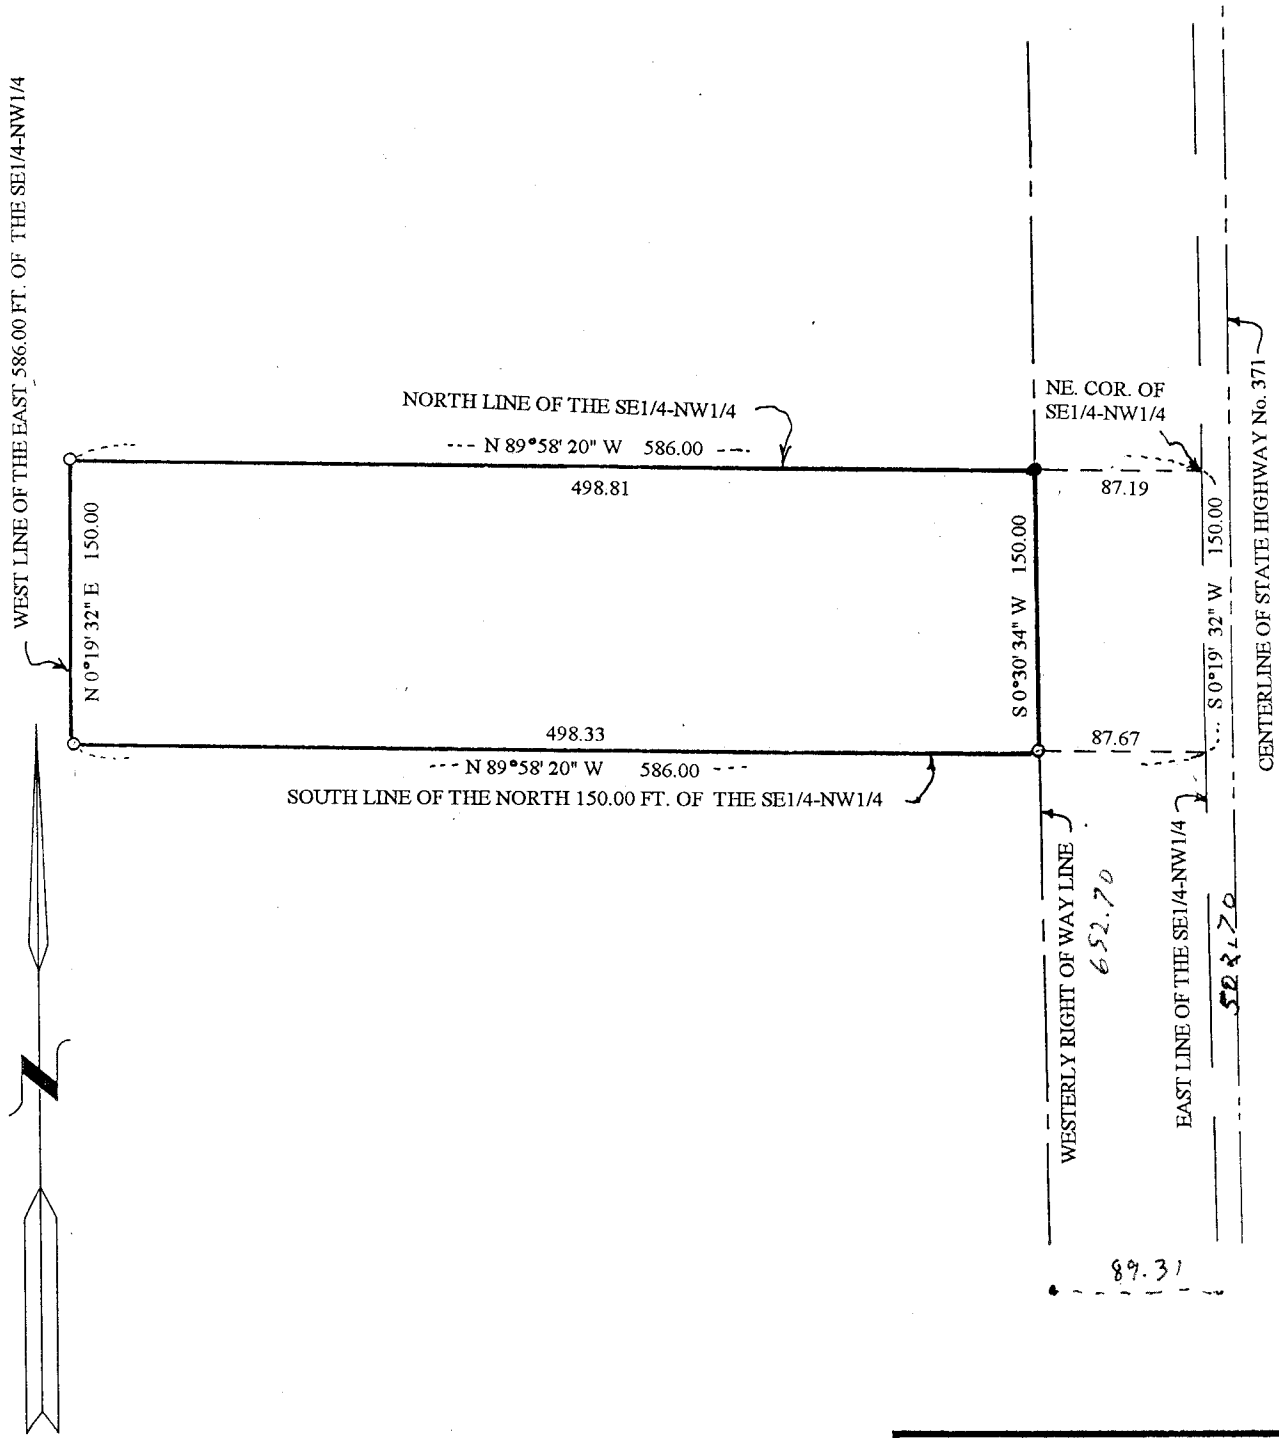 WEST LINE OF THE EAST 586.00 FT. OF THE SE1/4-NW1/4
NORTH LINE OF THE SE1/4-NW1/4
--- N 89°58' 20" W 586.00 ---
498.81
NE. COR. OF
SE1/4-NW1/4
87.19
N 0°19' 32" E 150.00
S 0°30' 34" W 150.00
S 0°19' 32" W 150.00
CENTERLINE OF STATE HIGHWAY No. 371
498.33
87.67
--- N 89°58' 20" W 586.00 ---
SOUTH LINE OF THE NORTH 150.00 FT. OF THE SE1/4-NW1/4
WESTERLY RIGHT OF WAY LINE
652.70
EAST LINE OF THE SE1/4-NW1/4
N
89.31